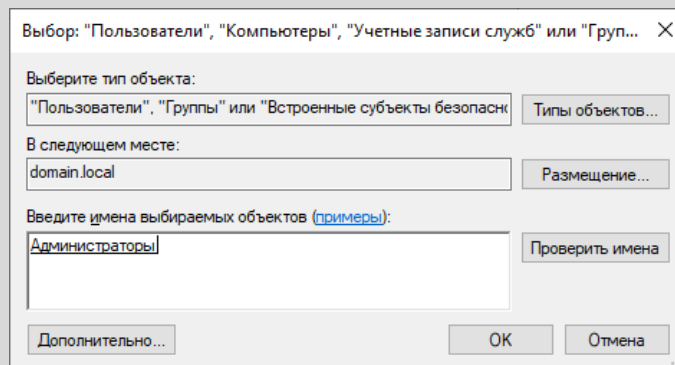 Выбор: "Пользователи", "Компьютеры", "Учетные записи служб" или "Груп...
Выберите тип объекта:
"Пользователи", "Группы" или "Встроенные субъекты безопасно
Типы объектов...
В следующем месте:
domain.local
Размещение...
Введите имена выбираемых объектов (примеры):
Администраторы
Проверить имена
Дополнительно...
OK
Отмена